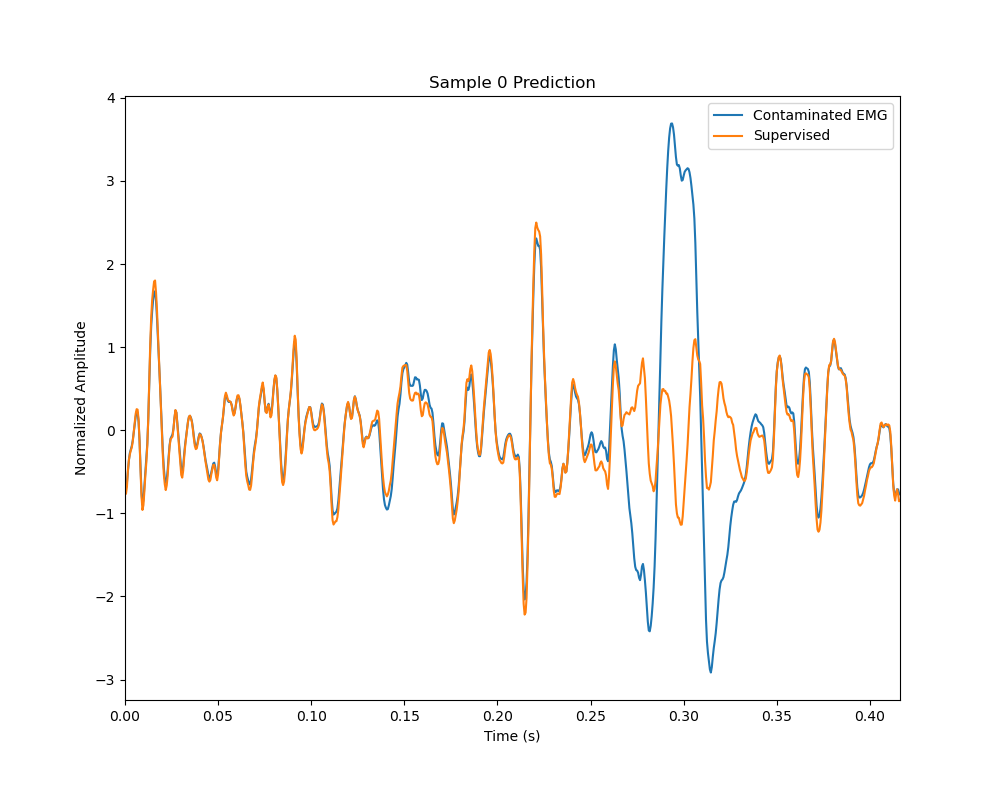 Sample 0 Prediction
Contaminated EMG
Supervised
Normalized Amplitude
4
3
2
1
0
−1
−2
−3
0.00 0.05 0.10 0.15 0.20 0.25 0.30 0.35 0.40
Time (s)